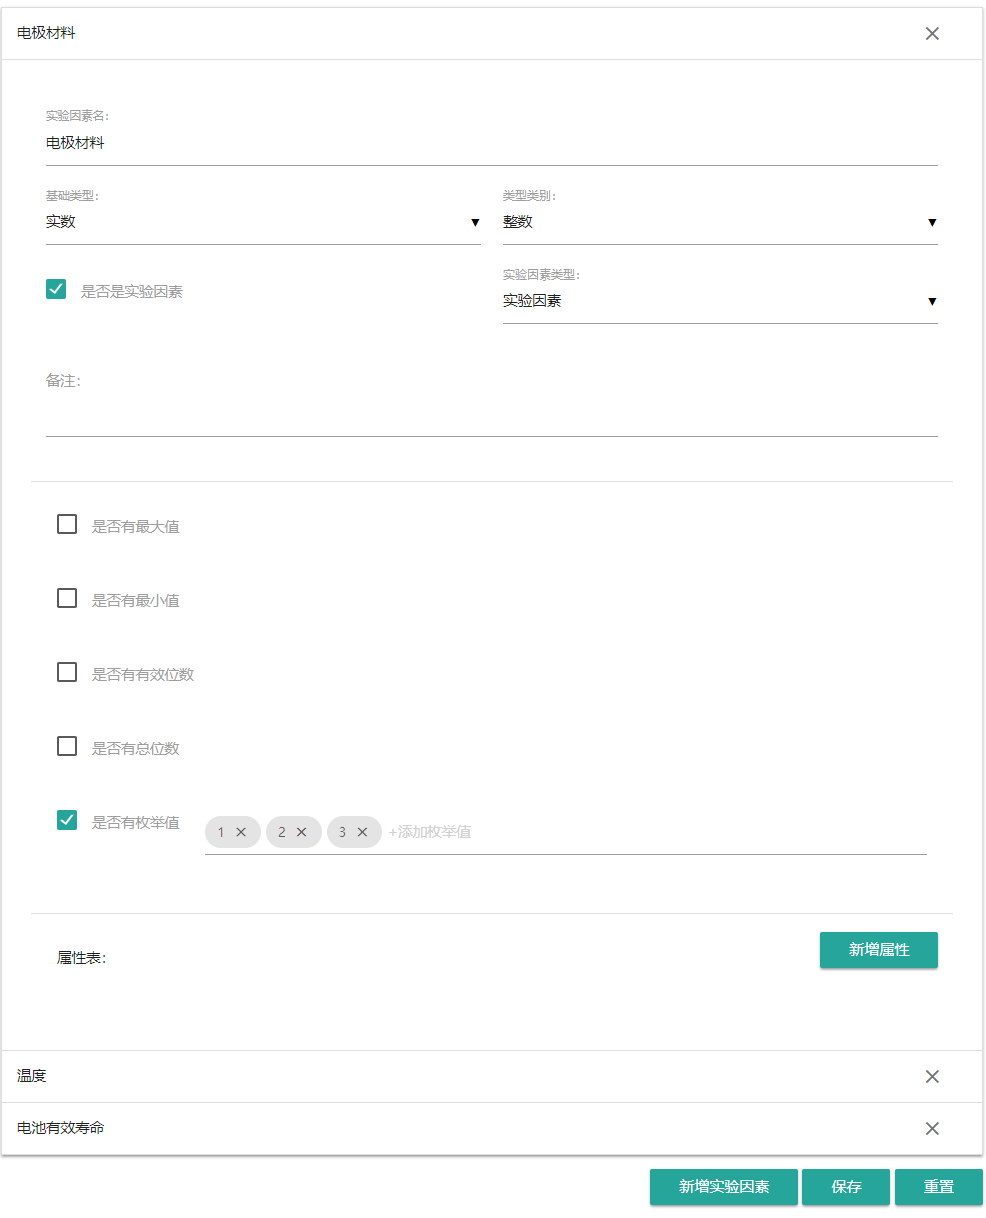 电极材料
实验因素名:
电极材料
基础类型: 类型类别:
实数 整数
是否是实验因素 实验因素类型:
实验因素
备注:
是否有最大值
是否有最小值
是否有有效位数
是否有总位数
是否有枚举值 1 2 3 +添加枚举值
属性表: 新增属性
温度
电池有效寿命
新增实验因素 保存 重置